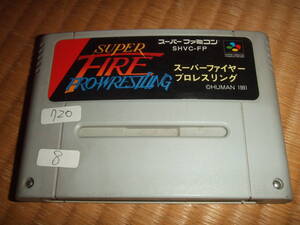 SUPER
FIRE
PROWRESTLING
スーパーファミコン
SHVC-FP
スーパーファイヤー
プロレスリング
©HUMAN 1991
720
8